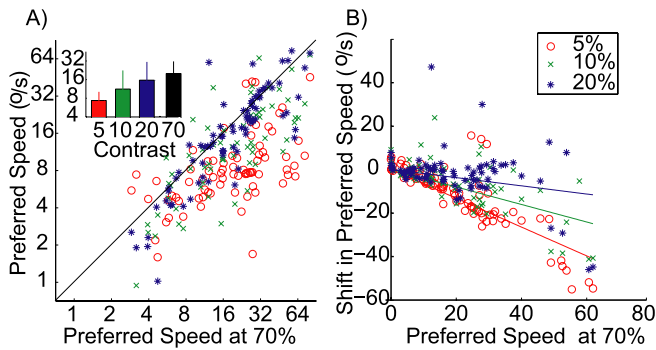 A)
B)
64
32
16
8
4
2
1
Preferred Speed (º/s)
32
16
8
4
5 10 20 70
Contrast
1 2 4 8 16 32 64
Preferred Speed at 70%
60
40
20
0
−20
−40
−60
Shift in Preferred Speed (º/s)
5%
10%
20%
0 20 40 60 80
Preferred Speed at 70%